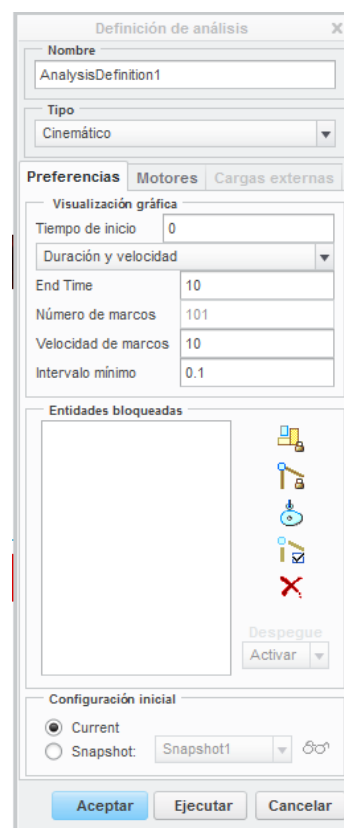 Definición de análisis X
Nombre
AnalysisDefinition1
Tipo
Cinemático
Preferencias Motores Cargas externas
Visualización gráfica
Tiempo de inicio 0
Duración y velocidad
End Time 10
Número de marcos 101
Velocidad de marcos 10
Intervalo mínimo 0.1
Entidades bloqueadas
Despegue
Activar
Configuración inicial
Current
Snapshot: Snapshot1
Aceptar Ejecutar Cancelar